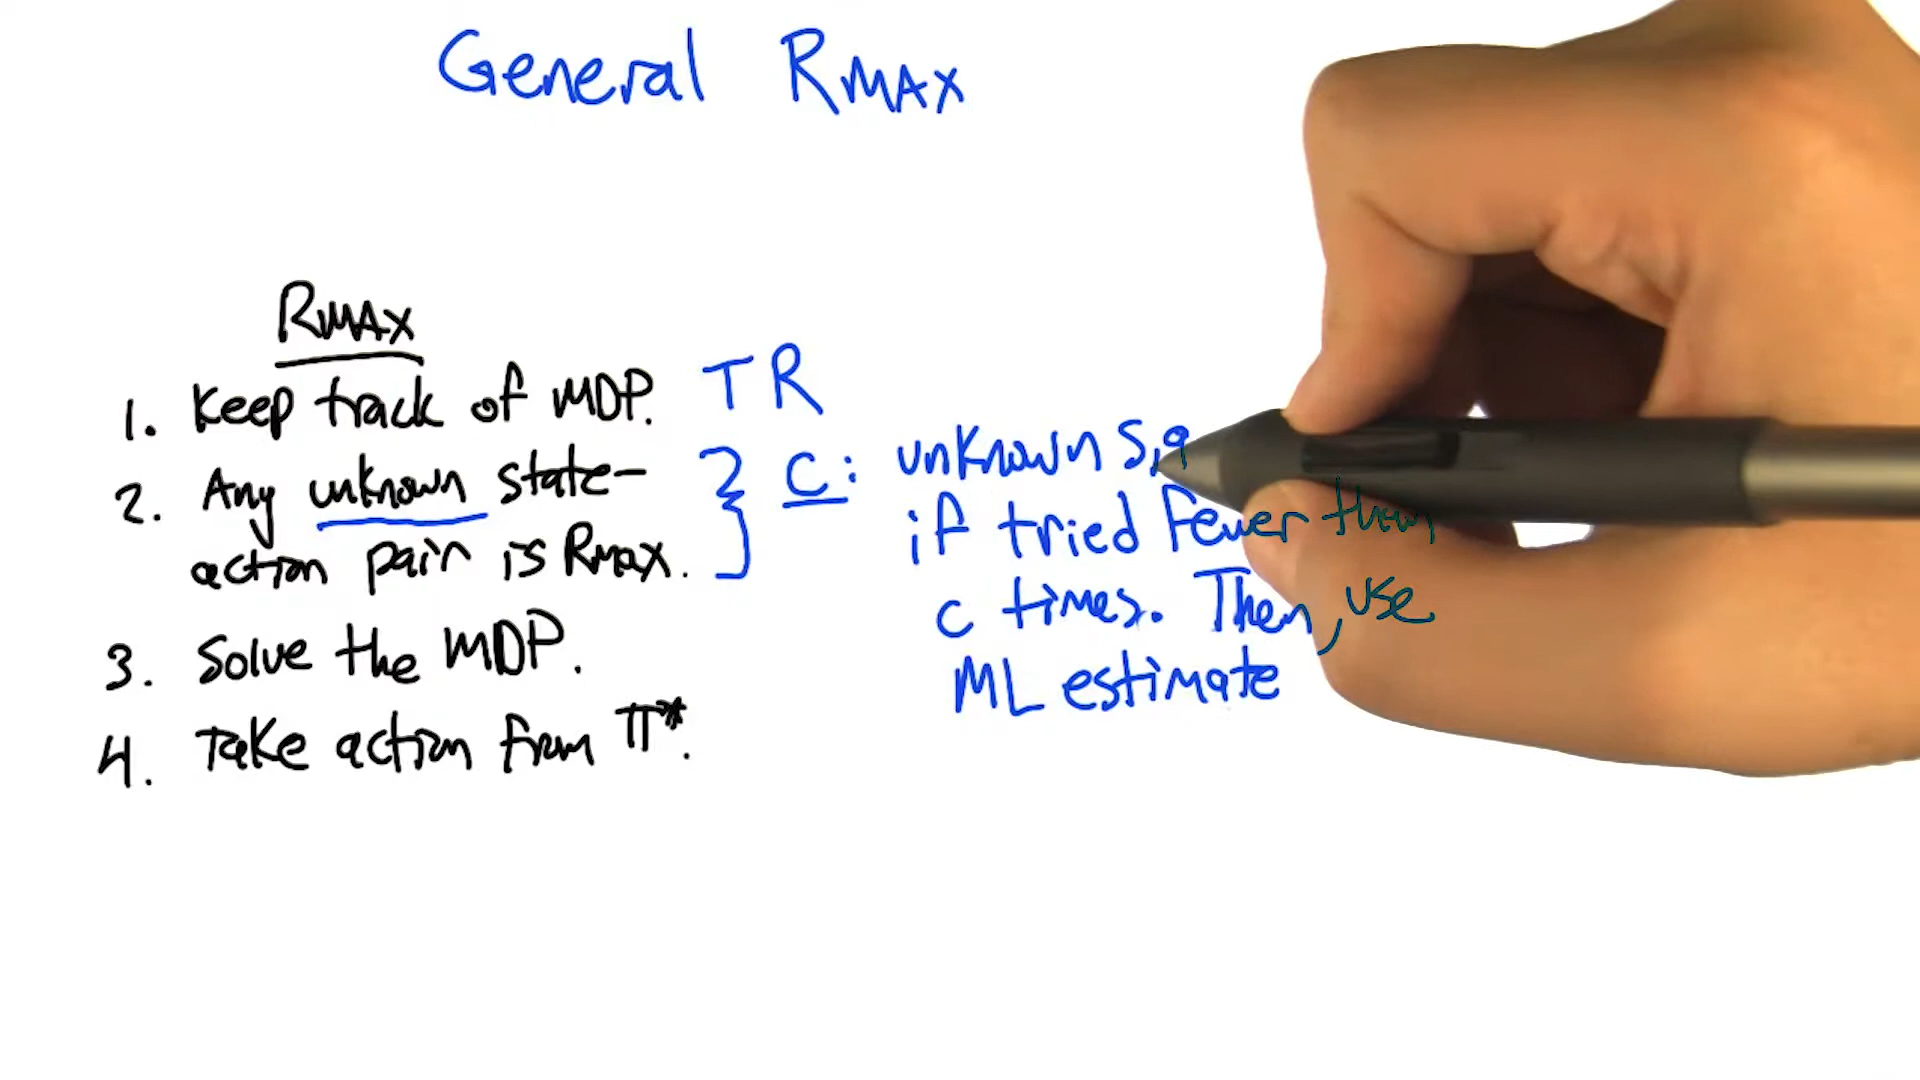 General RMAX
RMAX
1. Keep track of MDP. T R
2. Any unknown state-
action pair is Rmax.
3. Solve the MDP.
4. Take action from π*.
C: unknown s,a
if tried fewer than
c times. Then, use
ML estimate